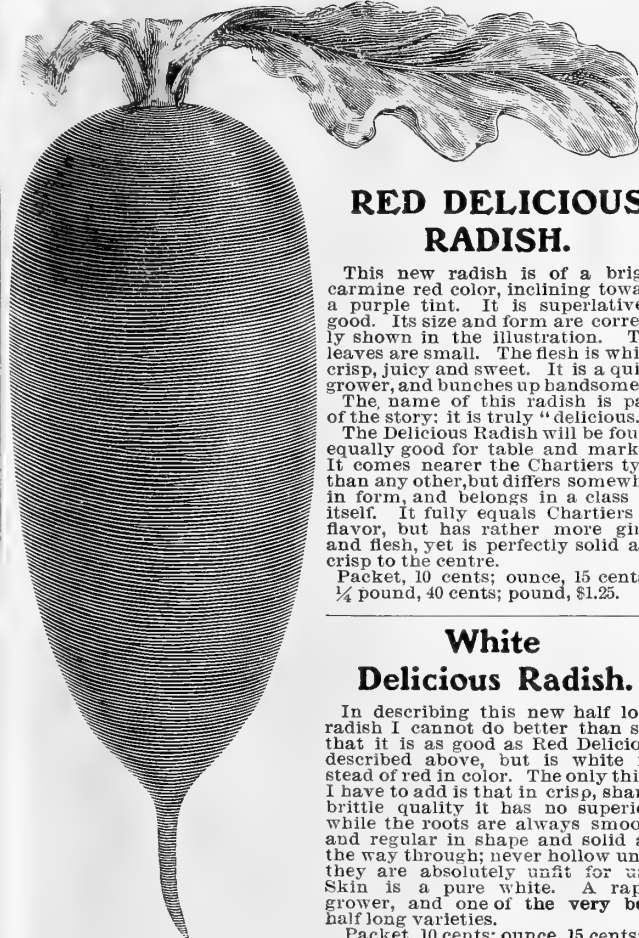 RED DELICIOUS
RADISH.
This new radish is of a brig
carmine red color, inclining towa
a purple tint. It is superlative
good. Its size and form are corre
ly shown in the illustration. T
leaves are small. The flesh is whi
crisp, juicy and sweet. It is a qui
grower, and bunches up handsome
The name of this radish is pa
of the story; it is truly "delicious.
The Delicious Radish will be fou
equally good for table and mark
It comes nearer the Chartiers ty
than any other, but differs somewh
in form, and belongs in a class
itself. It fully equals Chartiers
flavor, but has rather more gir
and flesh, yet is perfectly solid a
crisp to the centre.
Packet, 10 cents; ounce, 15 cent
¼ pound, 40 cents; pound, $1.25.
White
Delicious Radish.
In describing this new half lo
radish I cannot do better than s
that it is as good as Red Delicio
described above, but is white
stead of red in color. The only thi
I have to add is that in crisp, shar
brittle quality it has no superio
while the roots are always smoo
and regular in shape and solid a
the way through; never hollow un
they are absolutely unfit for us
Skin is a pure white. A rap
grower, and one of the very be
half long varieties.
Packet, 10 cents; ounce, 15 cents;